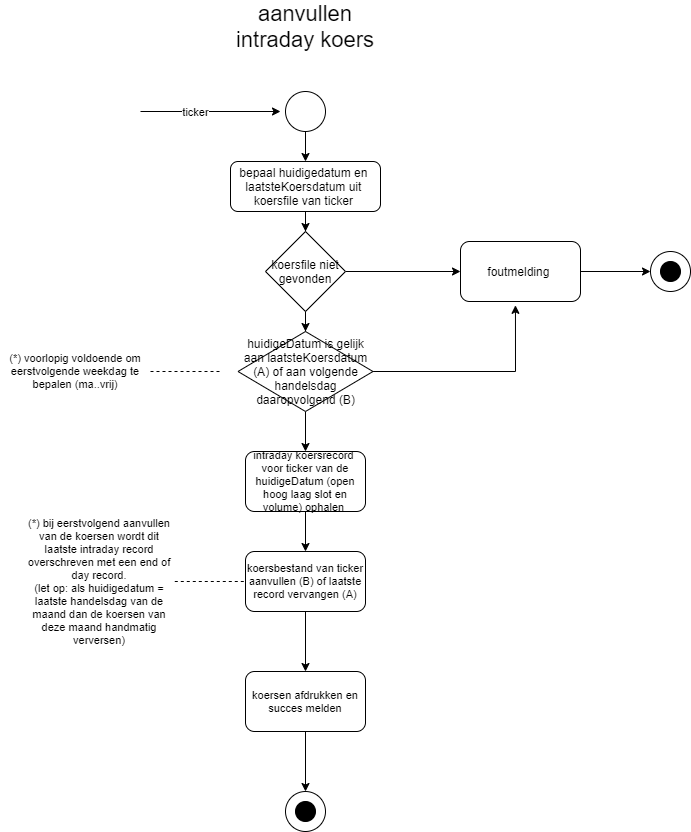 aanvullen
intraday koers
ticker
bepaal huidigedatum en
laatsteKoersdatum uit
koersfile van ticker
koersfile niet
gevonden
foutmelding
huidigeDatum is gelijk
aan laatsteKoersdatum
(A) of aan volgende
handelsdag
daaropvolgend (B)
(*) voorlopig voldoende om
eerstvolgende weekdag te
bepalen (ma..vrij)
intraday koersrecord
voor ticker van de
huidigeDatum (open
hoog laag slot en
volume) ophalen
(*) bij eerstvolgend aanvullen
van de koersen wordt dit
laatste intraday record
overschreven met een end of
day record.
(let op: als huidigedatum =
laatste handelsdag van de
maand dan de koersen van
deze maand handmatig
verversen)
koersbestand van ticker
aanvullen (B) of laatste
record vervangen (A)
koersen afdrukken en
succes melden